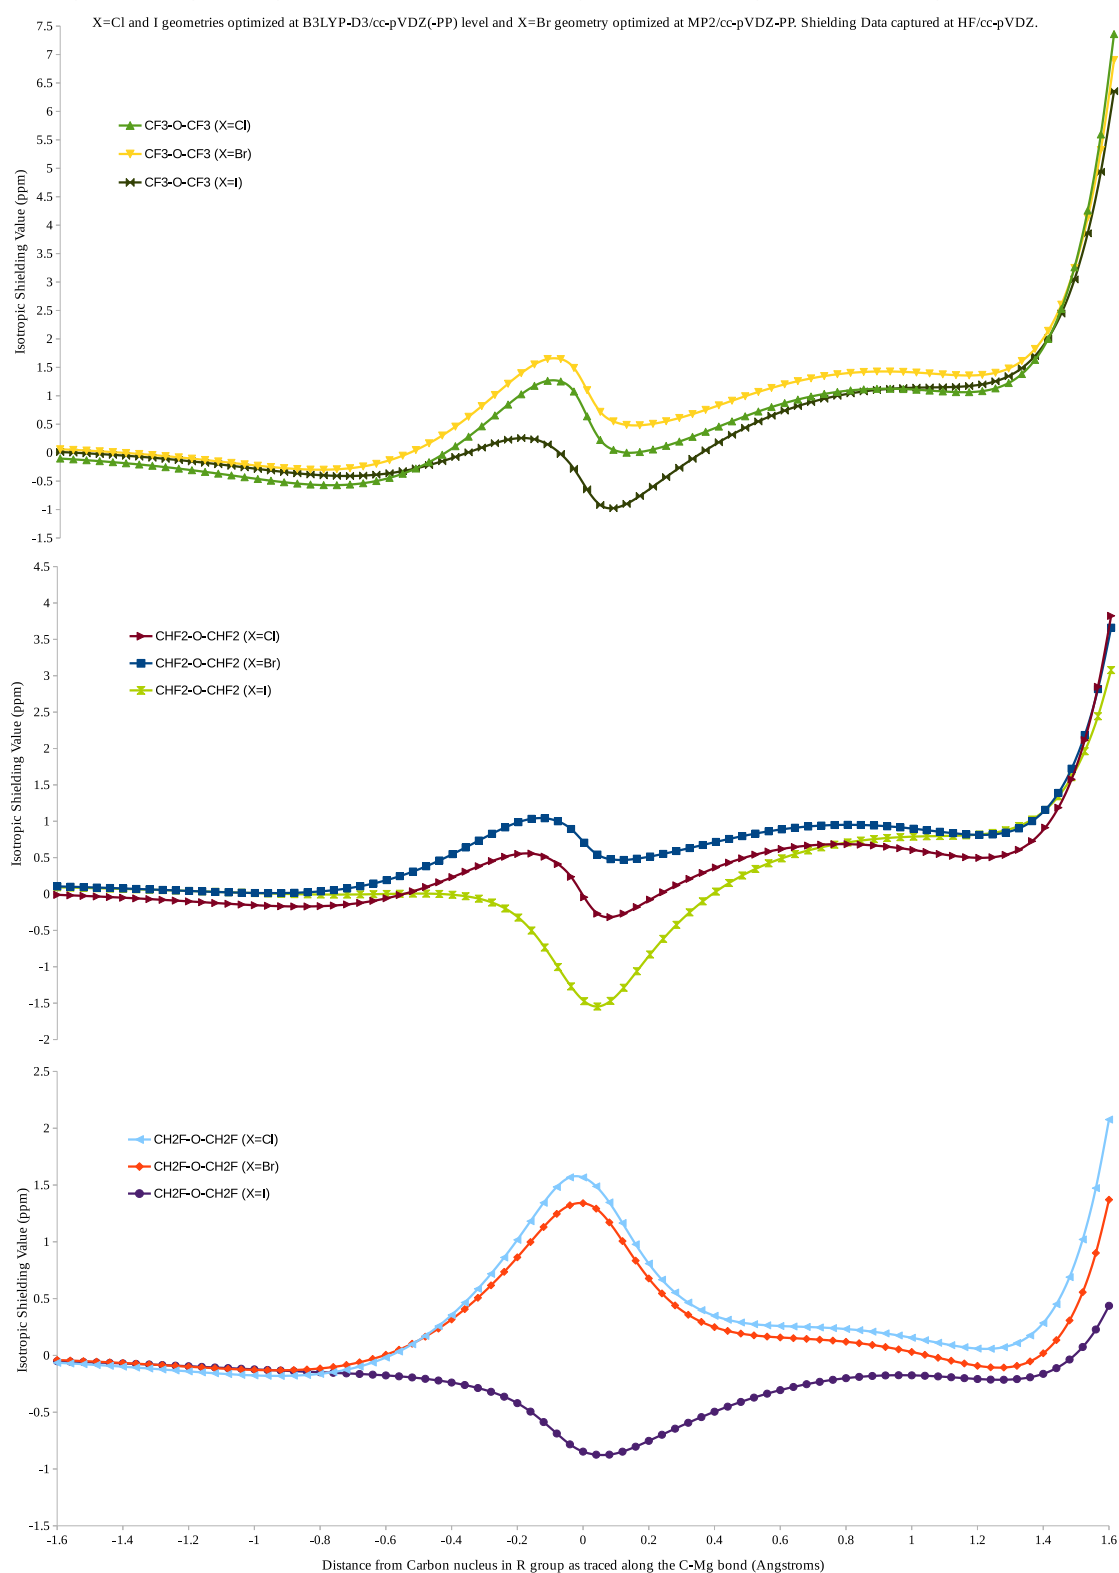 X=Cl and I geometries optimized at B3LYP-D3/cc-pVDZ(-PP) level and X=Br geometry optimized at MP2/cc-pVDZ-PP. Shielding Data captured at HF/cc-pVDZ.
7.5
7
6.5
6
5.5
5
4.5
4
3.5
3
2.5
2
1.5
1
0.5
0
-0.5
-1
-1.5
Isotropic Shielding Value (ppm)
CF3-O-CF3 (X=Cl)
CF3-O-CF3 (X=Br)
CF3-O-CF3 (X=I)
4.5
4
3.5
3
2.5
2
1.5
1
0.5
0
-0.5
-1
-1.5
-2
Isotropic Shielding Value (ppm)
CHF2-O-CHF2 (X=Cl)
CHF2-O-CHF2 (X=Br)
CHF2-O-CHF2 (X=I)
2.5
2
1.5
1
0.5
0
-0.5
-1
-1.5
Isotropic Shielding Value (ppm)
CH2F-O-CH2F (X=Cl)
CH2F-O-CH2F (X=Br)
CH2F-O-CH2F (X=I)
-1.6 -1.4 -1.2 -1 -0.8 -0.6 -0.4 -0.2 0 0.2 0.4 0.6 0.8 1 1.2 1.4 1.6
Distance from Carbon nucleus in R group as traced along the C-Mg bond (Angstroms)